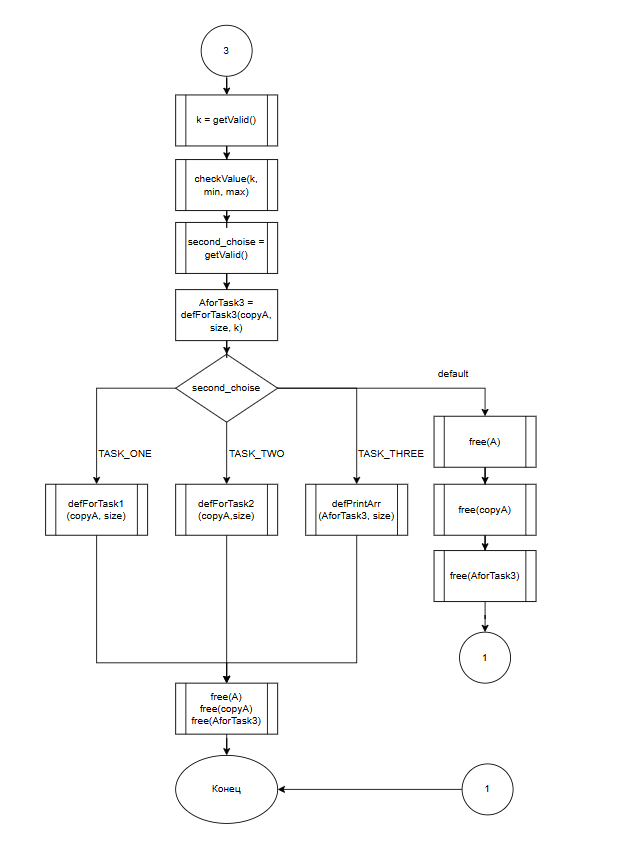 3
k = getValid()
checkValue(k,
min, max)
second_choise =
getValid()
AforTask3 =
defForTask3(copyA,
size, k)
second_choise
default
TASK_ONE
TASK_TWO
TASK_THREE
free(A)
defForTask1
(copyA, size)
defForTask2
(copyA,size)
defPrintArr
(AforTask3, size)
free(copyA)
free(AforTask3)
1
free(A)
free(copyA)
free(AforTask3)
Конец
1